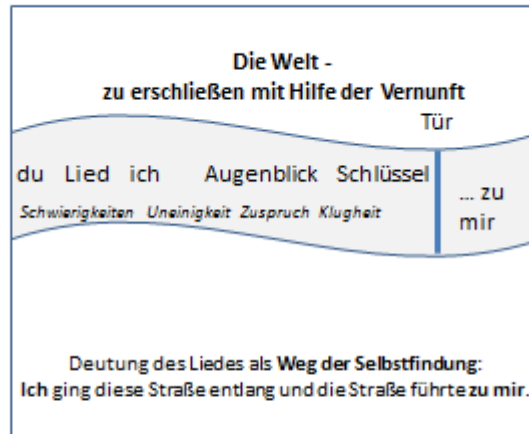 Die Welt -
zu erschließen mit Hilfe der Vernunft
Tür
du Lied ich Augenblick Schlüssel
... zu
mir
Schwierigkeiten Uneinigkeit Zuspruch Klugheit
Deutung des Liedes als Weg der Selbstfindung:
Ich ging diese Straße entlang und die Straße führte zu mir.